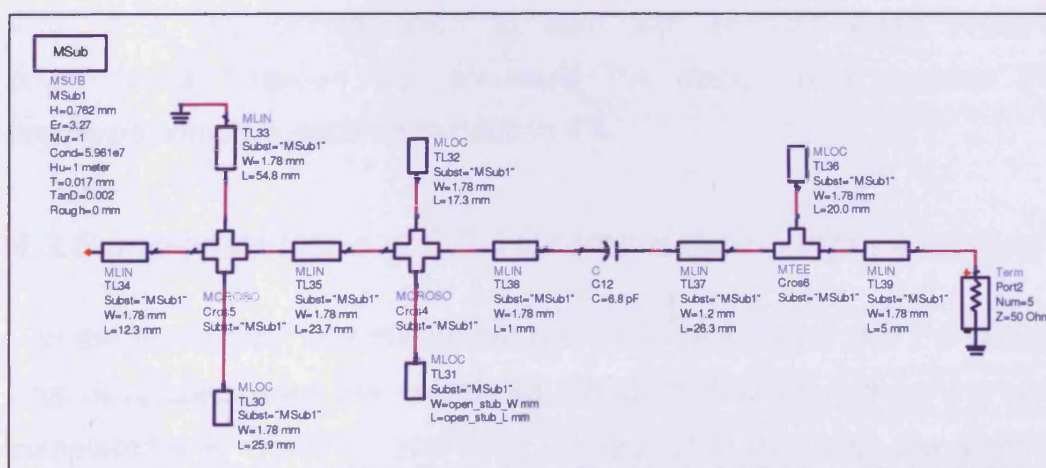 MSub
MSUB
MSub1
H=0.762 mm
Er=3.27
Mur=1
Cond=5.961e7
Hu=1 meter
T=0.017 mm
TanD=0.002
Rough=0 mm
MLIN
TL33
Subst="MSub1"
W=1.78 mm
L=54.8 mm
MLOC
TL32
Subst="MSub1"
W=1.78 mm
L=17.3 mm
MLOC
TL36
Subst="MSub1"
W=1.78 mm
L=20.0 mm
MLIN
TL34
Subst="MSub1"
W=1.78 mm
L=12.3 mm
MCROSO
Cros5
Subst="MSub1"
MLIN
TL35
Subst="MSub1"
W=1.78 mm
L=23.7 mm
MCROSO
Cros4
Subst="MSub1"
MLIN
TL38
Subst="MSub1"
W=1.78 mm
L=1 mm
C
C12
C=6.8 pF
MLIN
TL37
Subst="MSub1"
W=1.2 mm
L=26.3 mm
MTEE
Cros6
Subst="MSub1"
MLIN
TL39
Subst="MSub1"
W=1.78 mm
L=5 mm
Term
Port2
Num=5
Z=50 Ohm
MLOC
TL30
Subst="MSub1"
W=1.78 mm
L=25.9 mm
MLOC
TL31
Subst="MSub1"
W=open_stub_W mm
L=open_stub_L mm